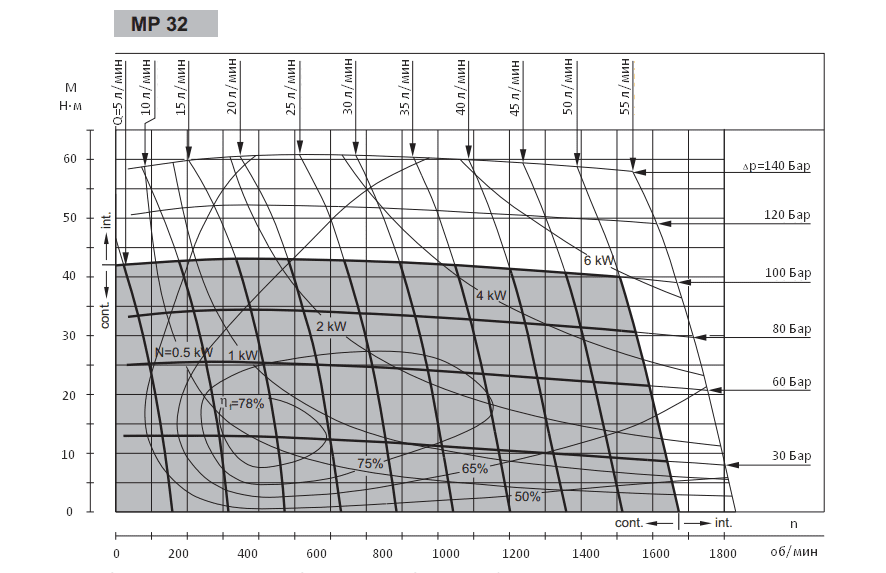 MP 32
M
Н·м
Q=5 л/мин
10 л/мин
15 л/мин
20 л/мин
25 л/мин
30 л/мин
35 л/мин
40 л/мин
45 л/мин
50 л/мин
55 л/мин
60
50
40
30
20
10
0
int.
cont.
Δp=140 Бар
120 Бар
100 Бар
80 Бар
60 Бар
30 Бар
6 kW
4 kW
2 kW
N=0.5 kW
1 kW
ηt=78%
75%
65%
50%
cont.
int.
n
0
200
400
600
800
1000
1200
1400
1600
1800
об/мин